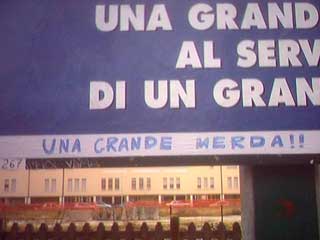 UNA GRAND
AL SERV
DI UN GRAN
UNA GRANDE MERDA!!
267